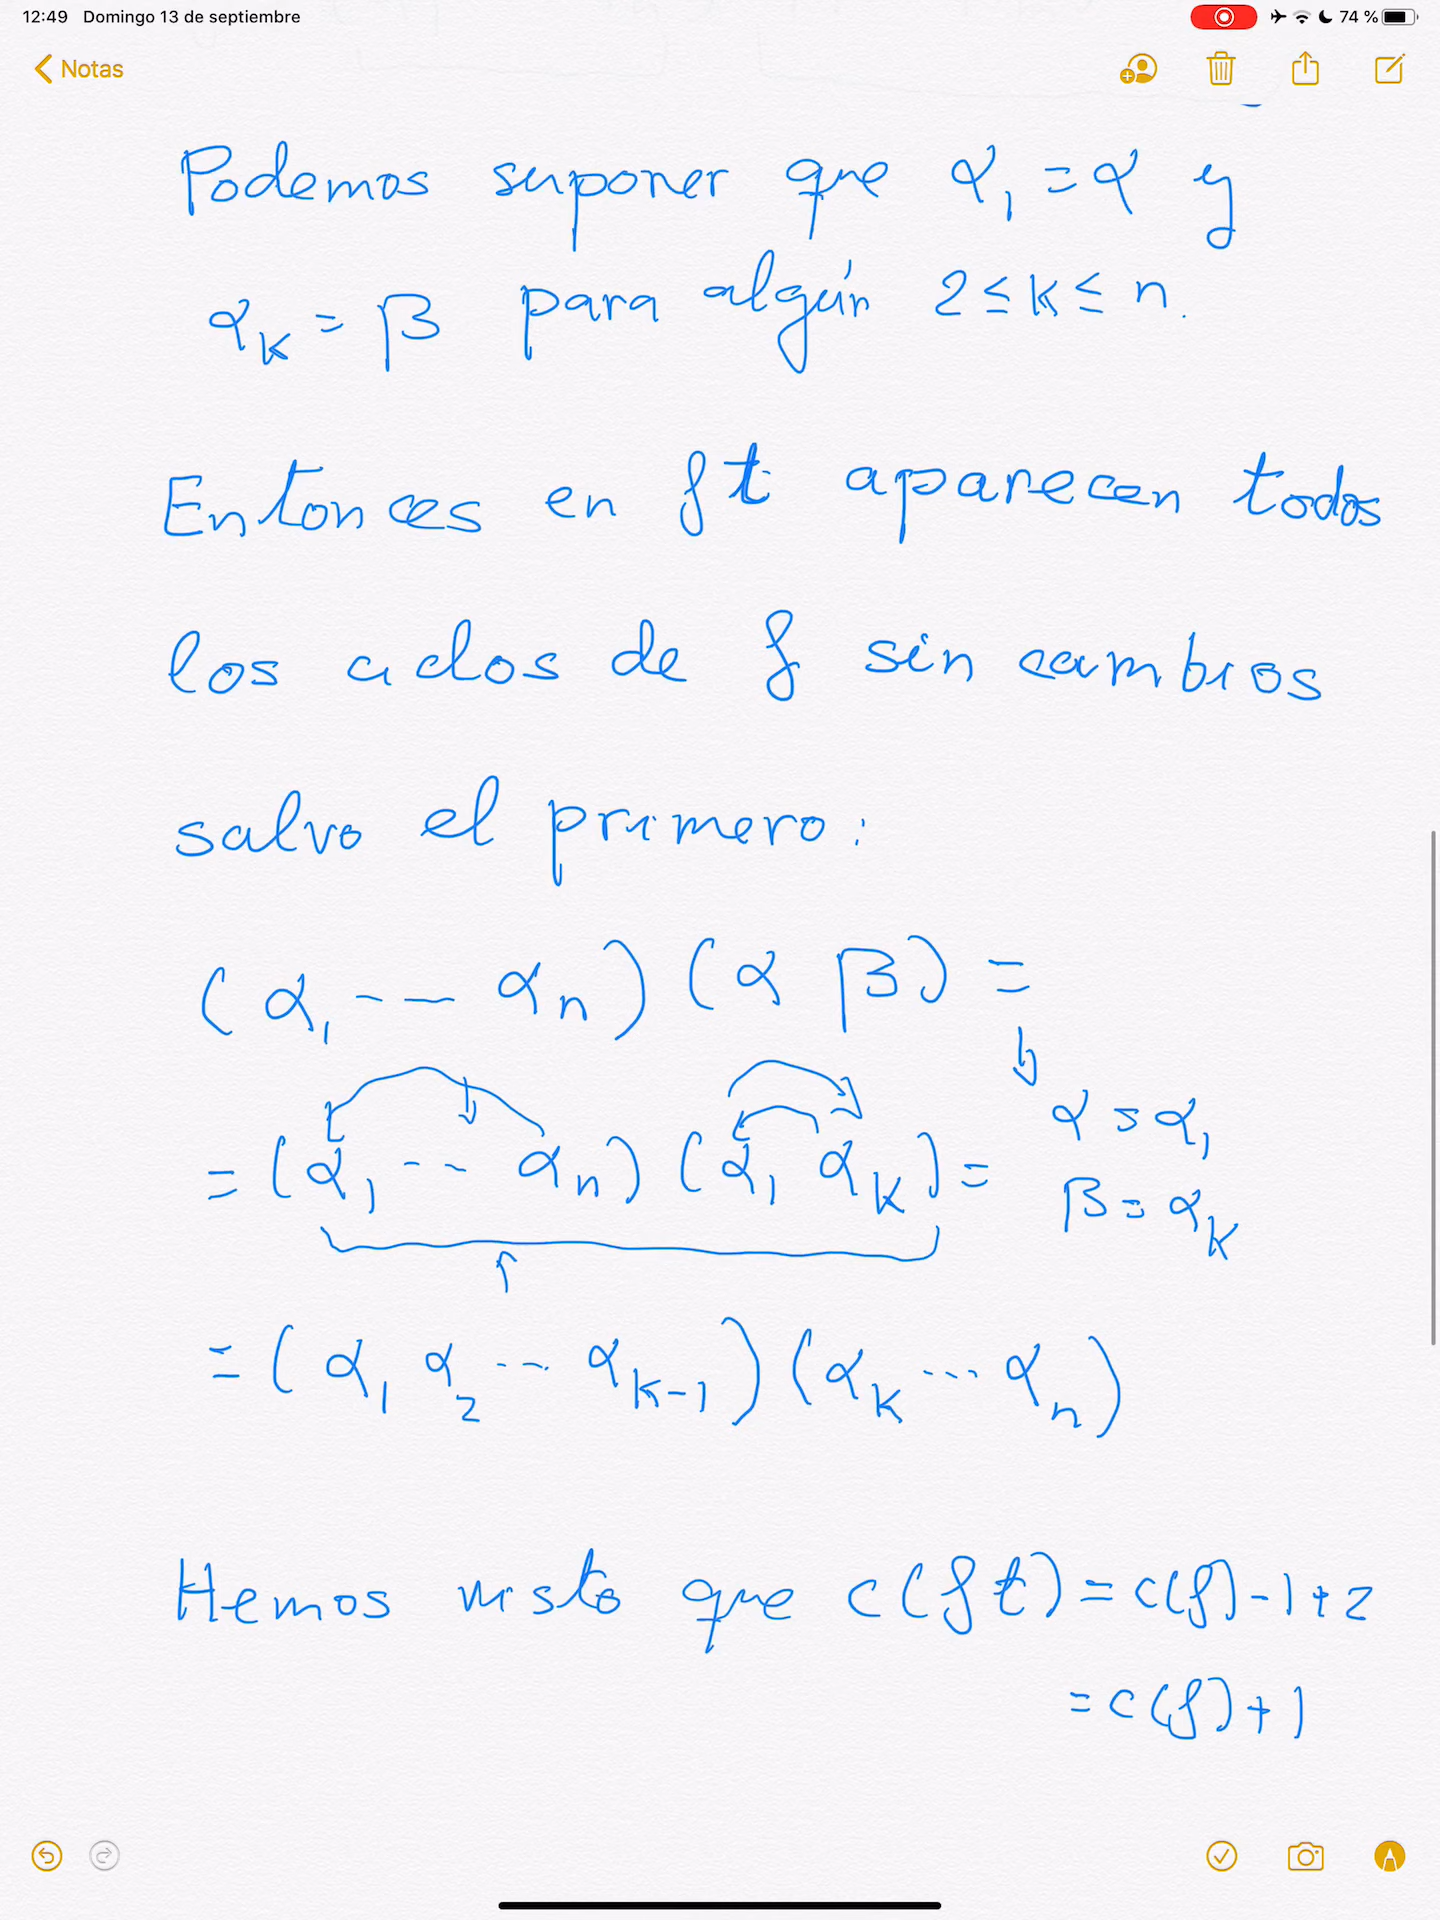 12:49 Domingo 13 de septiembre 74 %
Notas
Podemos suponer que α₁ = α y
αₖ = β para algún 2 ≤ k ≤ n.
Entonces en f t aparecen todos
los ciclos de f sin cambios
salvo el primero:
(α₁ -- αₙ) (α β) =
α = α₁
= (α₁ -- αₙ) (α₁ αₖ) =
β = αₖ
= (α₁ α₂ ... αₖ₋₁) (αₖ ... αₙ)
Hemos visto que c(f t) = c(f) - 1 + 2
= c(f) + 1